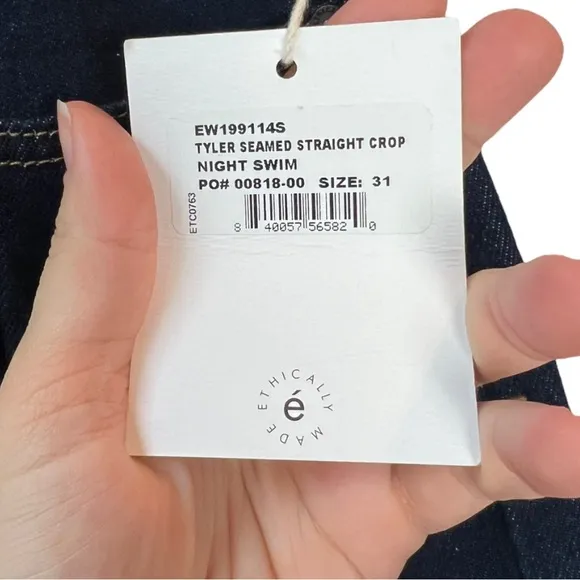 EW199114S
TYLER SEAMED STRAIGHT CROP
NIGHT SWIM
PO# 00818-00 SIZE: 31
ETC0763
8 40057 56582 0
ETHICALLY MADE
é